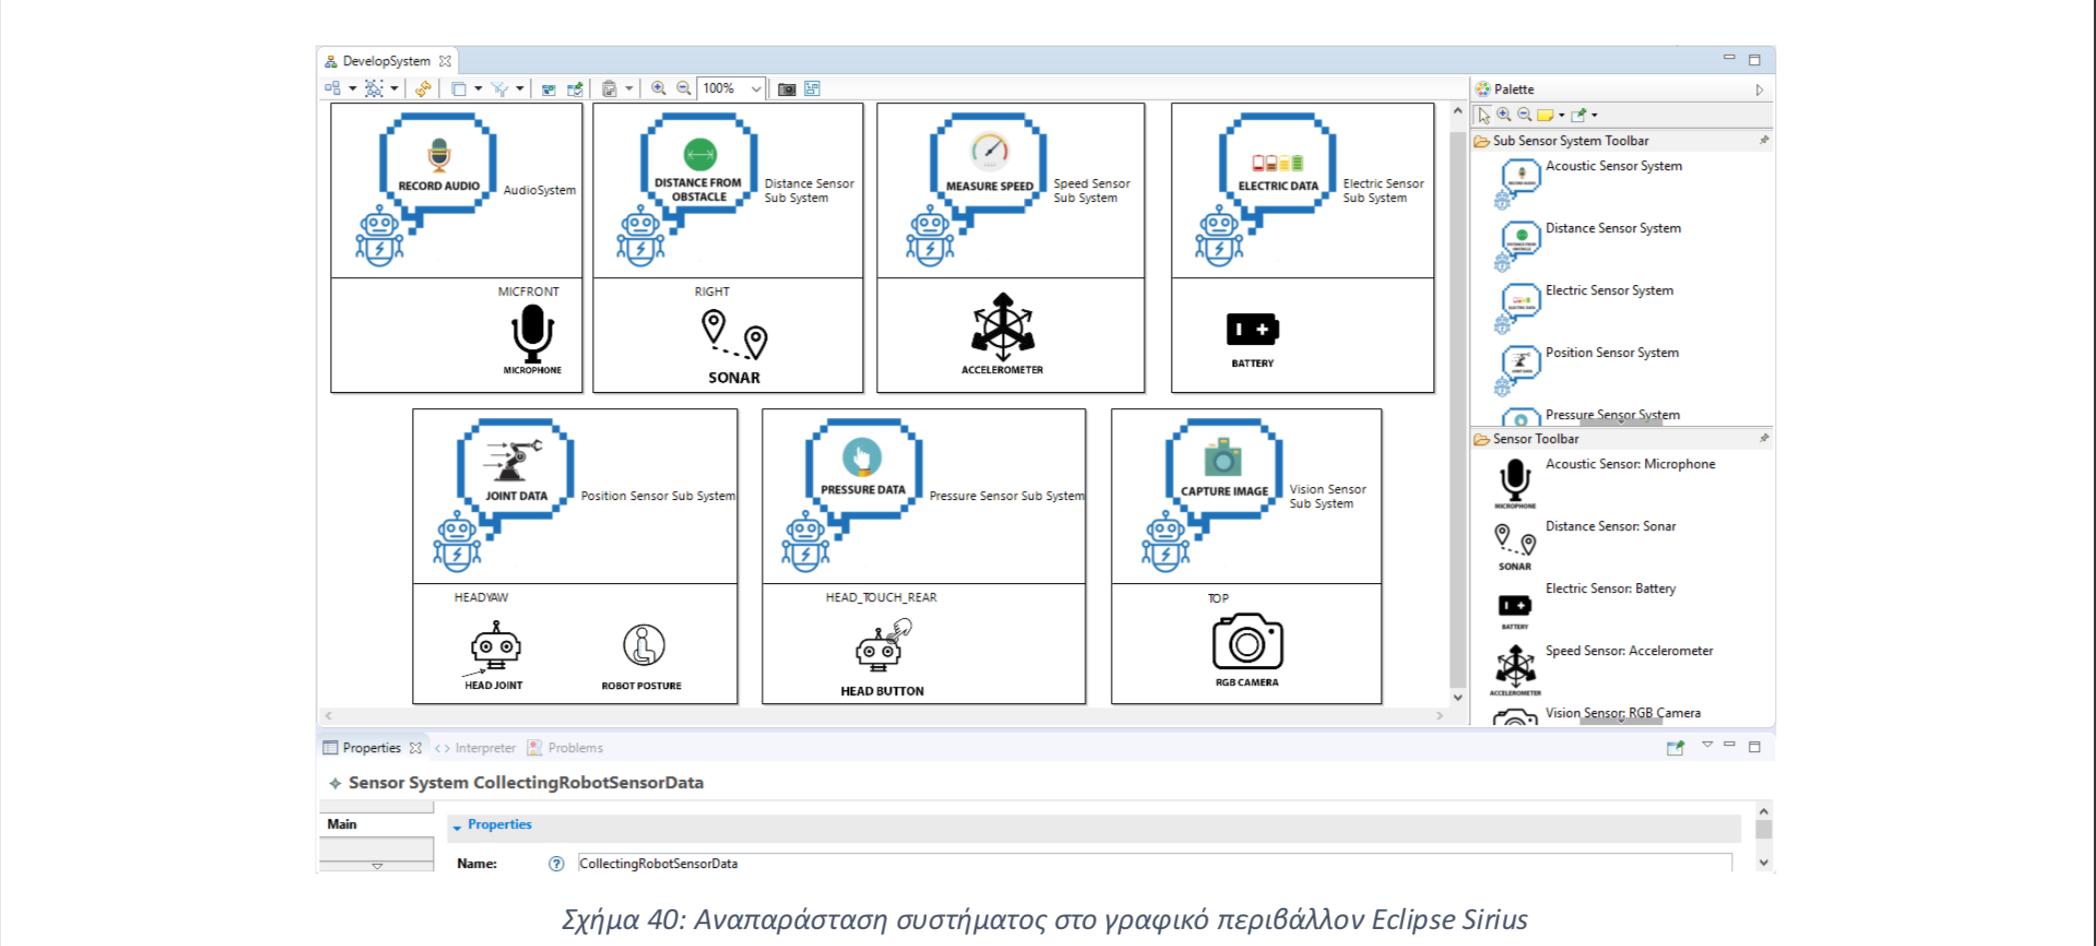 DevelopSystem
100%
RECORD AUDIO
AudioSystem
DISTANCE FROM
OBSTACLE
Distance Sensor
Sub System
MEASURE SPEED
Speed Sensor
Sub System
ELECTRIC DATA
Electric Sensor
Sub System
MICFRONT
MICROPHONE
RIGHT
SONAR
ACCELEROMETER
BATTERY
JOINT DATA
Position Sensor Sub System
PRESSURE DATA
Pressure Sensor Sub System
CAPTURE IMAGE
Vision Sensor
Sub System
HEADYAW
HEAD JOINT
ROBOT POSTURE
HEAD_TOUCH_REAR
HEAD BUTTON
TOP
RGB CAMERA
Palette
Sub Sensor System Toolbar
Acoustic Sensor System
Distance Sensor System
Electric Sensor System
Position Sensor System
Pressure Sensor System
Sensor Toolbar
Acoustic Sensor: Microphone
MICROPHONE
Distance Sensor: Sonar
SONAR
Electric Sensor: Battery
BATTERY
Speed Sensor: Accelerometer
ACCELEROMETER
Vision Sensor: RGB Camera
Properties
Interpreter
Problems
Sensor System CollectingRobotSensorData
Main
Properties
Name:
CollectingRobotSensorData
Σχήμα 40: Αναπαράσταση συστήματος στο γραφικό περιβάλλον Eclipse Sirius